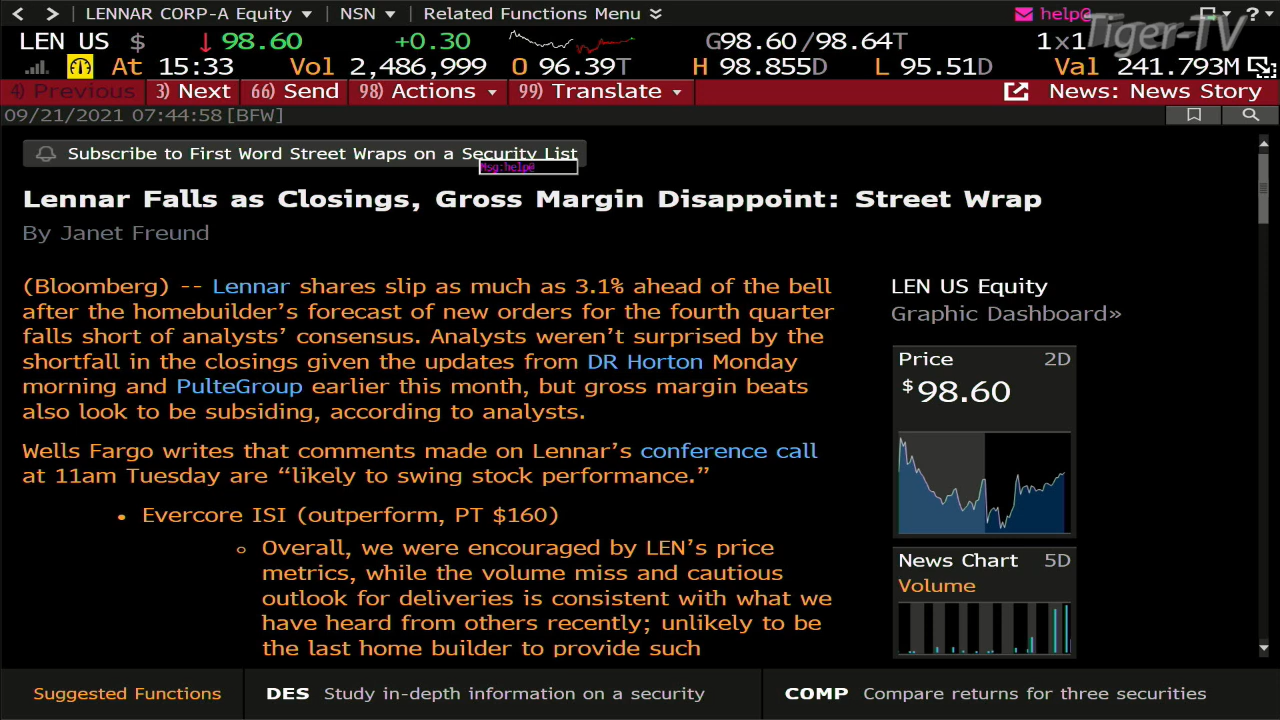 LENNAR CORP-A Equity NSN Related Functions Menu help@ ?
LEN US $ ↓ 98.60 +0.30 G98.60/98.64T 1x1
Tiger-TV
At 15:33 Vol 2,486,999 O 96.39T H 98.855D L 95.51D Val 241.793M
4) Previous 3) Next 66) Send 98) Actions 99) Translate News: News Story
09/21/2021 07:44:58 [BFW]
Subscribe to First Word Street Wraps on a Security List
Msg:help@
Lennar Falls as Closings, Gross Margin Disappoint: Street Wrap
By Janet Freund
(Bloomberg) -- Lennar shares slip as much as 3.1% ahead of the bell
after the homebuilder's forecast of new orders for the fourth quarter
falls short of analysts' consensus. Analysts weren't surprised by the
shortfall in the closings given the updates from DR Horton Monday
morning and PulteGroup earlier this month, but gross margin beats
also look to be subsiding, according to analysts.
Wells Fargo writes that comments made on Lennar's conference call
at 11am Tuesday are “likely to swing stock performance.”
• Evercore ISI (outperform, PT $160)
○ Overall, we were encouraged by LEN's price
metrics, while the volume miss and cautious
outlook for deliveries is consistent with what we
have heard from others recently; unlikely to be
the last home builder to provide such
LEN US Equity
Graphic Dashboard»
Price 2D
$98.60
News Chart 5D
Volume
Suggested Functions DES Study in-depth information on a security COMP Compare returns for three securities